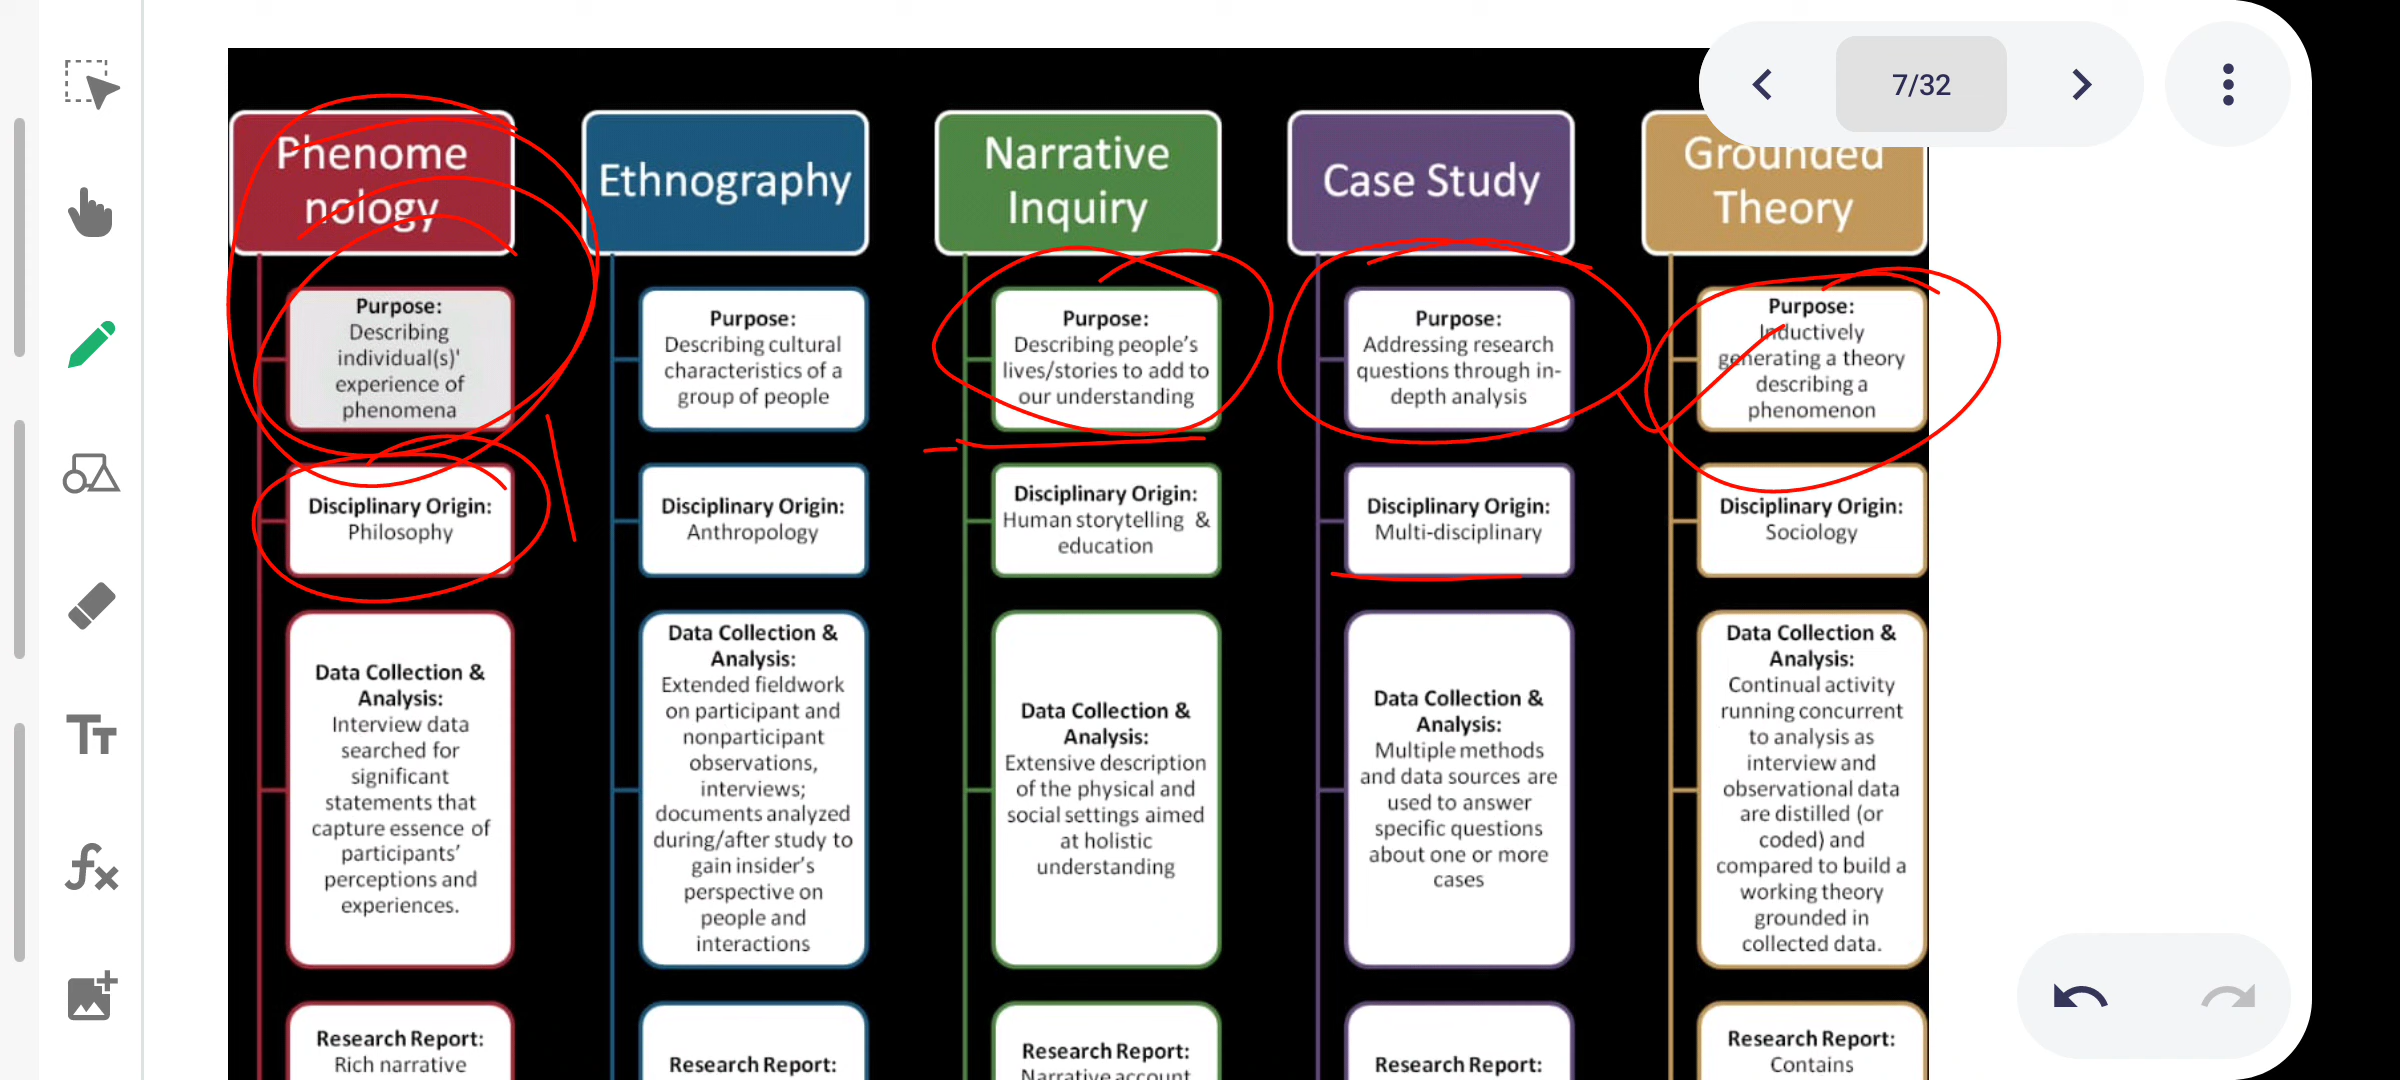 7/32
Phenome
nology
Purpose:
Describing
individual(s)'
experience of
phenomena
Disciplinary Origin:
Philosophy
Data Collection &
Analysis:
Interview data
searched for
significant
statements that
capture essence of
participants’
perceptions and
experiences.
Research Report:
Rich narrative
Ethnography
Purpose:
Describing cultural
characteristics of a
group of people
Disciplinary Origin:
Anthropology
Data Collection &
Analysis:
Extended fieldwork
on participant and
nonparticipant
observations,
interviews;
documents analyzed
during/after study to
gain insider’s
perspective on
people and
interactions
Research Report:
Narrative
Inquiry
Purpose:
Describing people’s
lives/stories to add to
our understanding
Disciplinary Origin:
Human storytelling &
education
Data Collection &
Analysis:
Extensive description
of the physical and
social settings aimed
at holistic
understanding
Research Report:
Narrative account
Case Study
Purpose:
Addressing research
questions through in-
depth analysis
Disciplinary Origin:
Multi-disciplinary
Data Collection &
Analysis:
Multiple methods
and data sources are
used to answer
specific questions
about one or more
cases
Research Report:
Grounded
Theory
Purpose:
Inductively
generating a theory
describing a
phenomenon
Disciplinary Origin:
Sociology
Data Collection &
Analysis:
Continual activity
running concurrent
to analysis as
interview and
observational data
are distilled (or
coded) and
compared to build a
working theory
grounded in
collected data.
Research Report:
Contains
Tт
fx